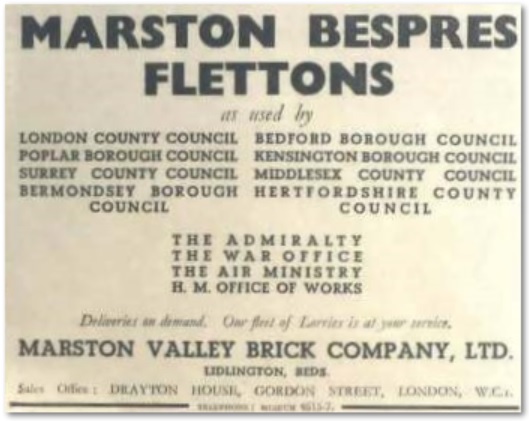 MARSTON BESPRES
FLETTONS
as used by
LONDON COUNTY COUNCIL BEDFORD BOROUGH COUNCIL
POPLAR BOROUGH COUNCIL KENSINGTON BOROUGH COUNCIL
SURREY COUNTY COUNCIL MIDDLESEX COUNTY COUNCIL
BERMONDSEY BOROUGH HERTFORDSHIRE COUNTY
COUNCIL COUNCIL
THE ADMIRALTY
THE WAR OFFICE
THE AIR MINISTRY
H. M. OFFICE OF WORKS
Deliveries on demand. Our fleet of Lorries is at your service.
MARSTON VALLEY BRICK COMPANY, LTD.
LIDLINGTON, BEDS.
Sales Office: DRAYTON HOUSE, GORDON STREET, LONDON, W.C.1.
TELEPHONE: MUSEUM